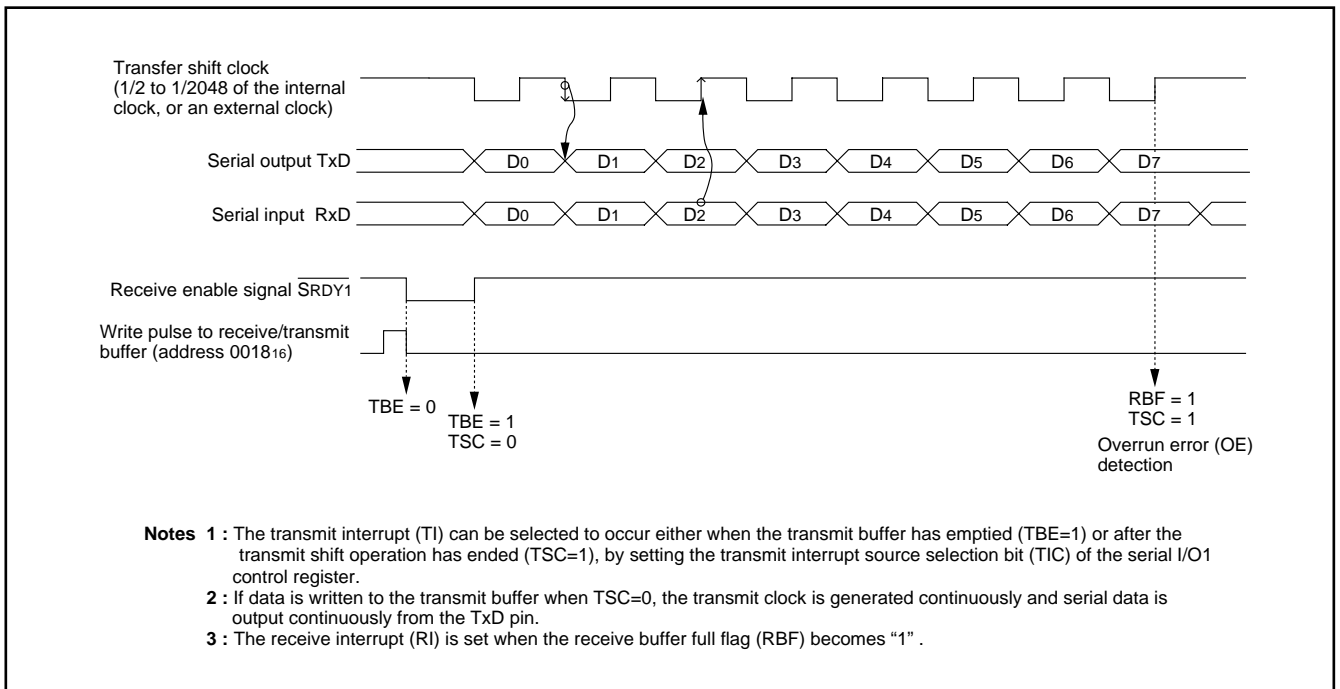 Transfer shift clock
(1/2 to 1/2048 of the internal
clock, or an external clock)
Serial output TxD
D0 D1 D2 D3 D4 D5 D6 D7
Serial input RxD
D0 D1 D2 D3 D4 D5 D6 D7
Receive enable signal SRDY1
Write pulse to receive/transmit
buffer (address 001816)
TBE = 0
TBE = 1
TSC = 0
RBF = 1
TSC = 1
Overrun error (OE)
detection
Notes 1 : The transmit interrupt (TI) can be selected to occur either when the transmit buffer has emptied (TBE=1) or after the
transmit shift operation has ended (TSC=1), by setting the transmit interrupt source selection bit (TIC) of the serial I/O1
control register.
2 : If data is written to the transmit buffer when TSC=0, the transmit clock is generated continuously and serial data is
output continuously from the TxD pin.
3 : The receive interrupt (RI) is set when the receive buffer full flag (RBF) becomes “1” .